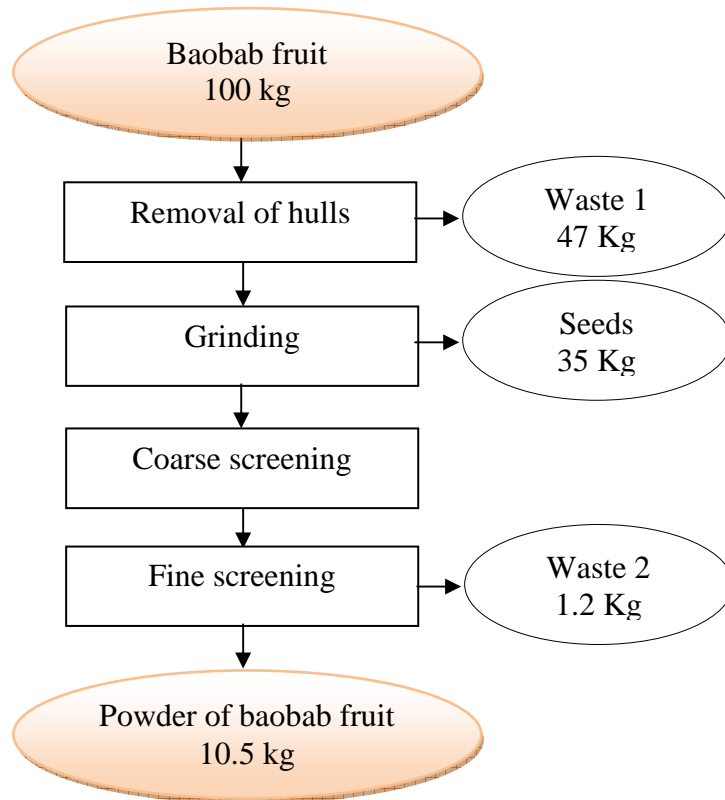 Baobab fruit
100 kg
Removal of hulls
Waste 1
47 Kg
Grinding
Seeds
35 Kg
Coarse screening
Fine screening
Waste 2
1.2 Kg
Powder of baobab fruit
10.5 kg